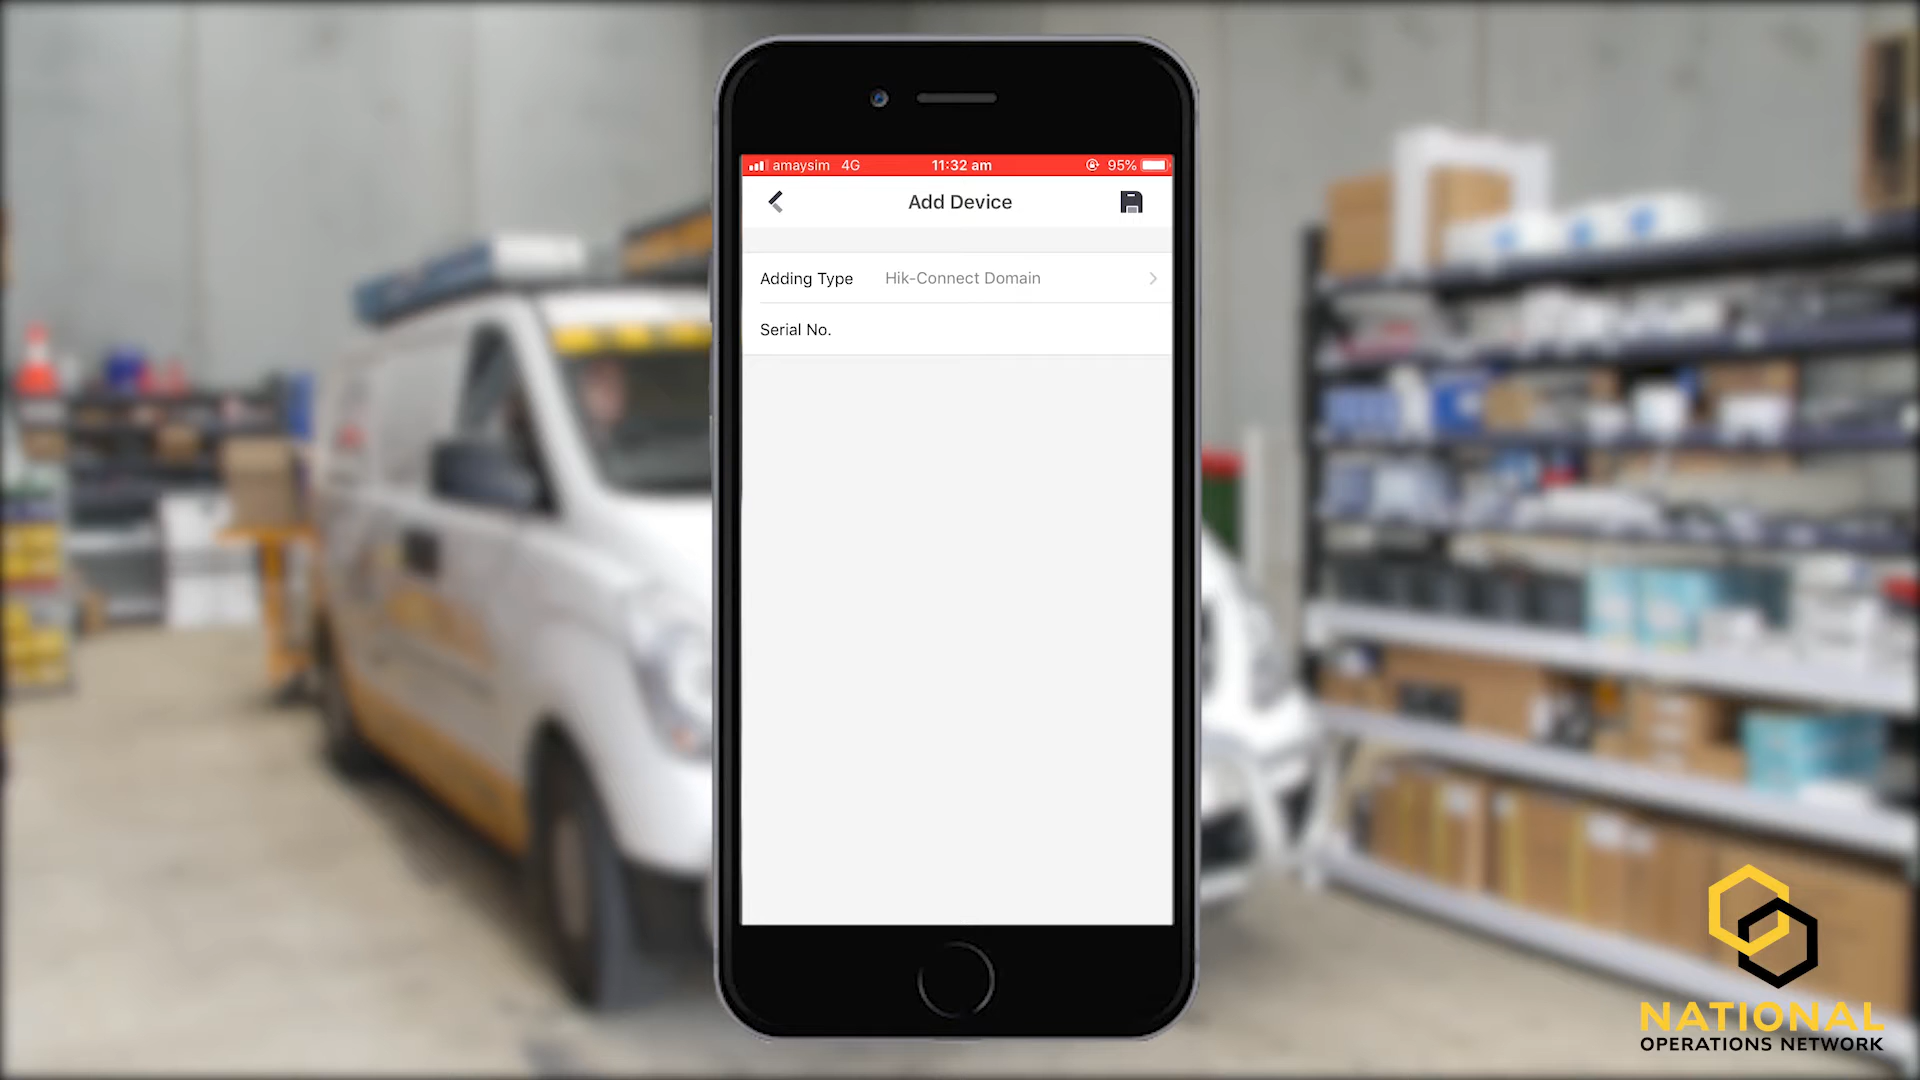 amaysim 4G 11:32 am 95%
Add Device
Adding Type Hik-Connect Domain
Serial No.
NATIONAL
OPERATIONS NETWORK